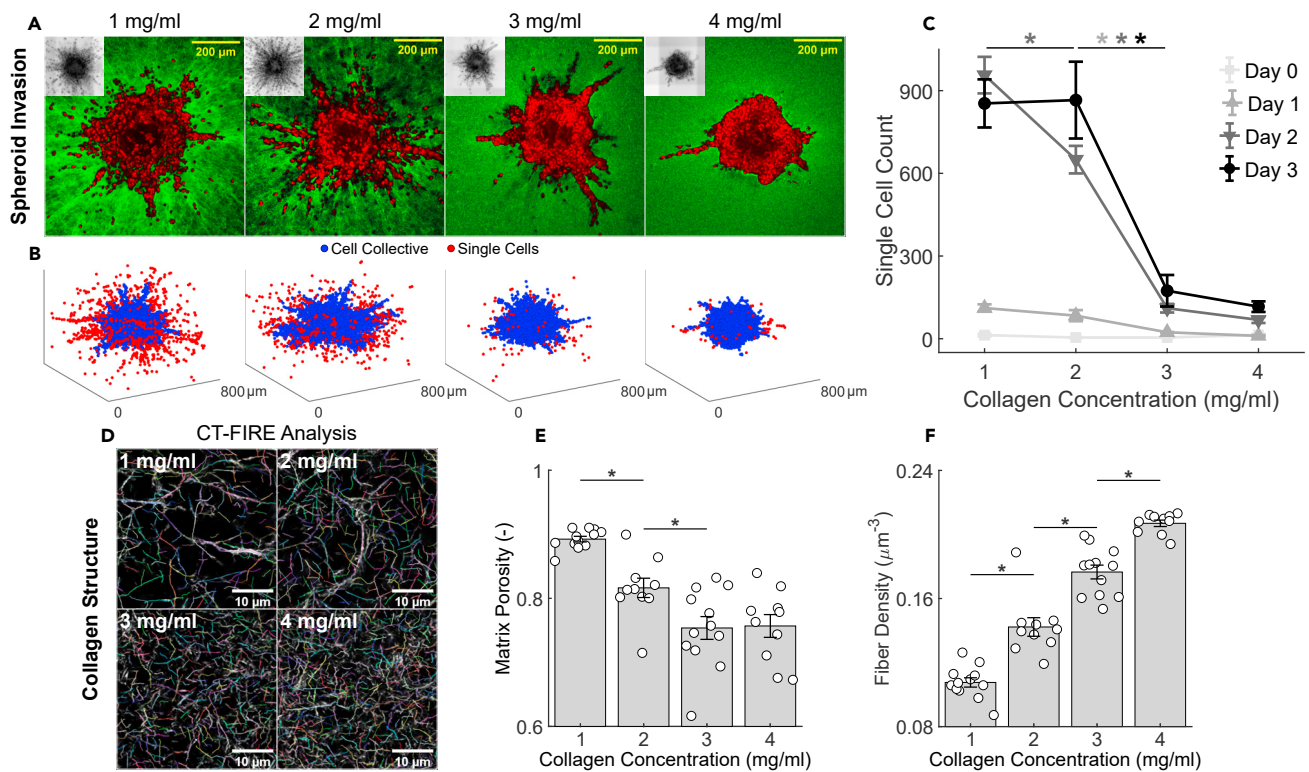 A
1 mg/ml
2 mg/ml
3 mg/ml
4 mg/ml
Spheroid Invasion
200 µm
200 µm
200 µm
200 µm
B
Cell Collective
Single Cells
0
800 µm
0
800 µm
0
800 µm
0
800 µm
C
Single Cell Count
900
600
300
0
* * * *
Day 0
Day 1
Day 2
Day 3
1 2 3 4
Collagen Concentration (mg/ml)
D
CT-FIRE Analysis
Collagen Structure
1 mg/ml
10 µm
2 mg/ml
10 µm
3 mg/ml
10 µm
4 mg/ml
10 µm
E
Matrix Porosity (-)
1
0.8
0.6
*
*
1 2 3 4
Collagen Concentration (mg/ml)
F
Fiber Density (µm⁻³)
0.24
0.16
0.08
*
*
*
1 2 3 4
Collagen Concentration (mg/ml)